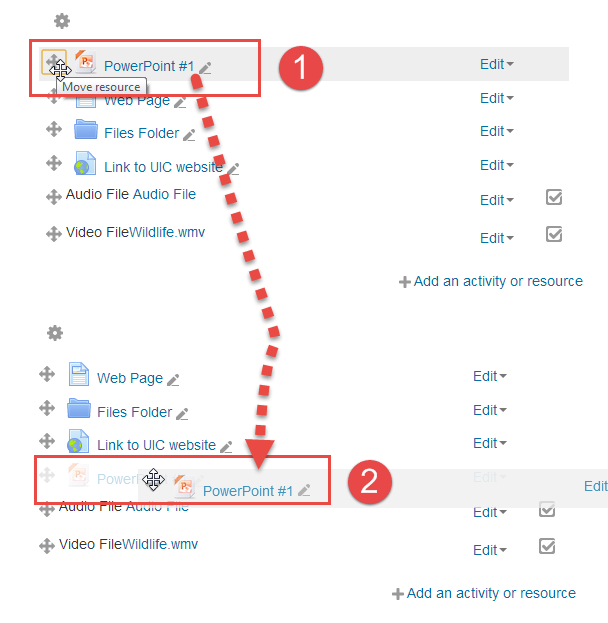 PowerPoint #1 Edit
1
Move resource
Web Page Edit
Files Folder Edit
Link to UIC website Edit
Audio File Audio File Edit
Video FileWildlife.wmv Edit
Add an activity or resource
Web Page Edit
Files Folder Edit
Link to UIC website Edit
PowerPoint #1 Edit
2
Audio File Audio File Edit
Video FileWildlife.wmv Edit
Add an activity or resource